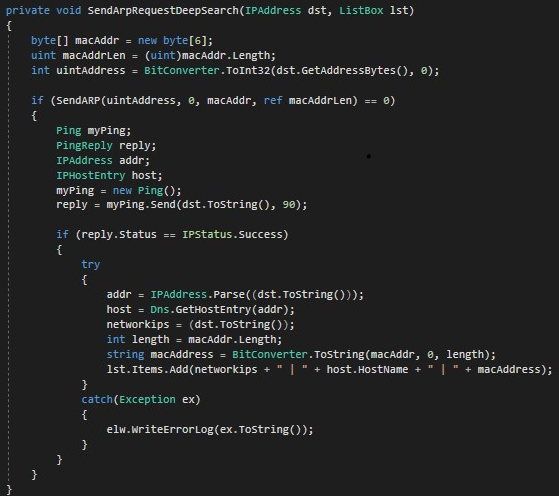 private void SendArpRequestDeepSearch(IPAddress dst, ListBox lst)
{
    byte[] macAddr = new byte[6];
    uint macAddrLen = (uint)macAddr.Length;
    int uintAddress = BitConverter.ToInt32(dst.GetAddressBytes(), 0);

    if (SendARP(uintAddress, 0, macAddr, ref macAddrLen) == 0)
    {
        Ping myPing;
        PingReply reply;
        IPAddress addr;
        IPHostEntry host;
        myPing = new Ping();
        reply = myPing.Send(dst.ToString(), 90);

        if (reply.Status == IPStatus.Success)
        {
            try
            {
                addr = IPAddress.Parse((dst.ToString()));
                host = Dns.GetHostEntry(addr);
                networkips = (dst.ToString());
                int length = macAddr.Length;
                string macAddress = BitConverter.ToString(macAddr, 0, length);
                lst.Items.Add(networkips + " | " + host.HostName + " | " + macAddress);
            }
            catch(Exception ex)
            {
                elw.WriteErrorLog(ex.ToString());
            }
        }
    }
}